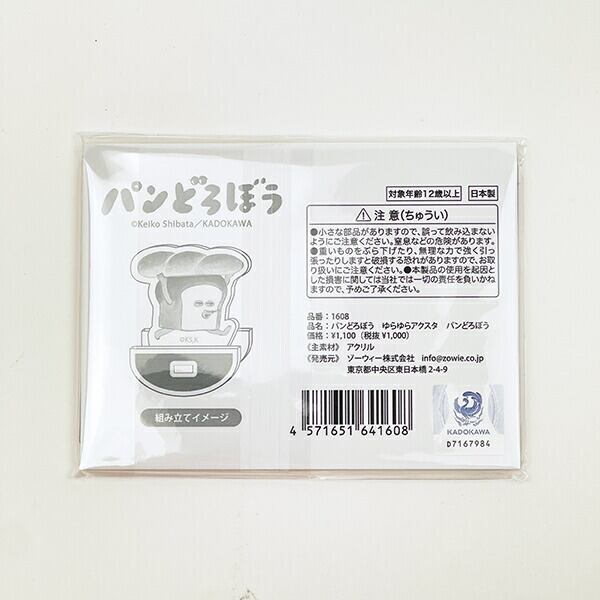 パンどろぼう
©Keiko Shibata／KADOKAWA
©KS,K
組み立てイメージ
対象年齢12歳以上
日本製
⚠注意(ちゅうい)
●小さな部品がありますので、誤って飲み込まない
ようにご注意ください。窒息などの危険があります。
●重いものをぶら下げたり、無理な力で強く引っ
張ったりしますと破損する恐れがありますので、お取
り扱いにご注意ください。●本製品の使用を起因とし
た損害に関しては当社では一切の責任を負いかね
ますので、予めご了承ください。
品番：1608
品名：パンどろぼう　ゆらゆらアクスタ　パンどろぼう
価格：¥1,100（税抜 ¥1,000）
《主素材》 アクリル
《発売元》 ゾーウィー株式会社 info@zowie.co.jp
東京都中央区東日本橋 2-4-9
4 571651 641608
KADOKAWA
D7167984